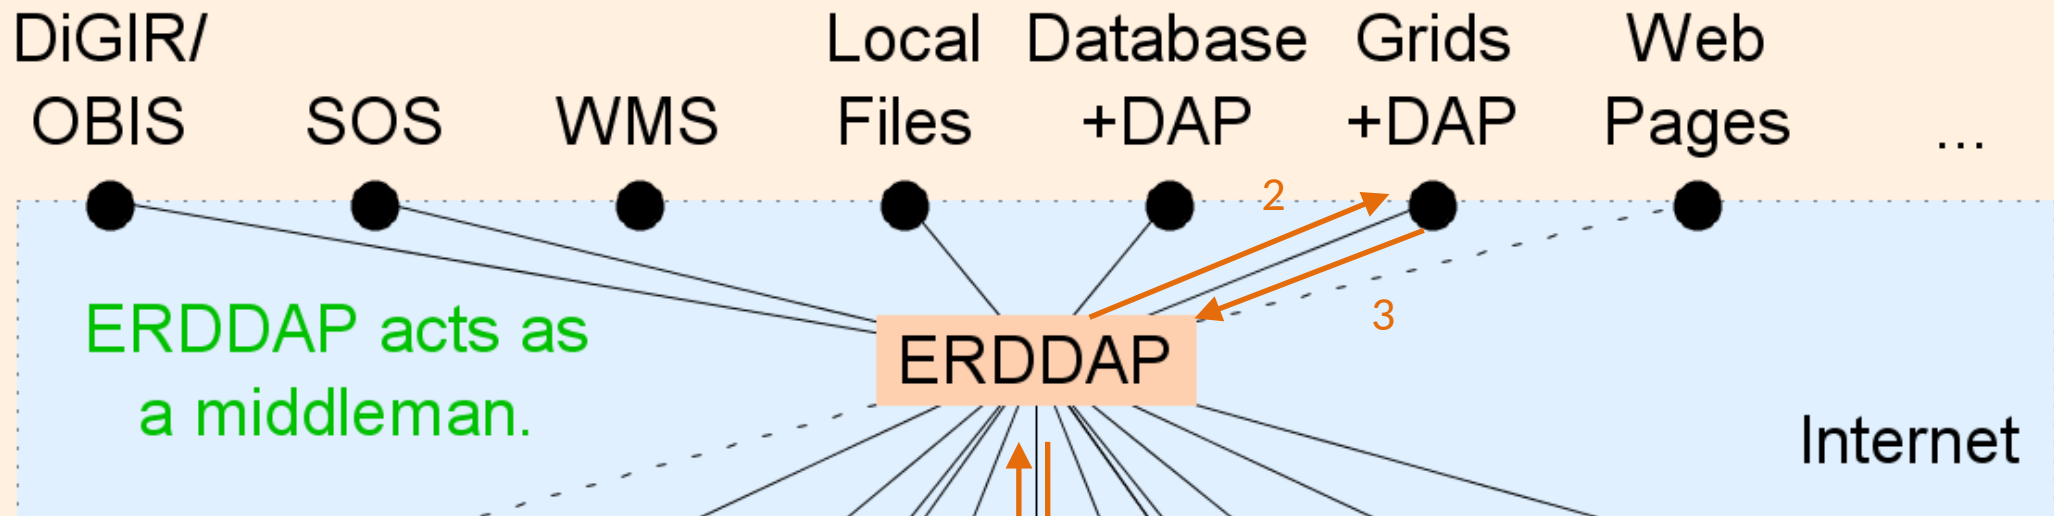 DiGIR/
OBIS
SOS
WMS
Local
Files
Database
+DAP
Grids
+DAP
Web
Pages
...
2
3
ERDDAP acts as
a middleman.
ERDDAP
Internet